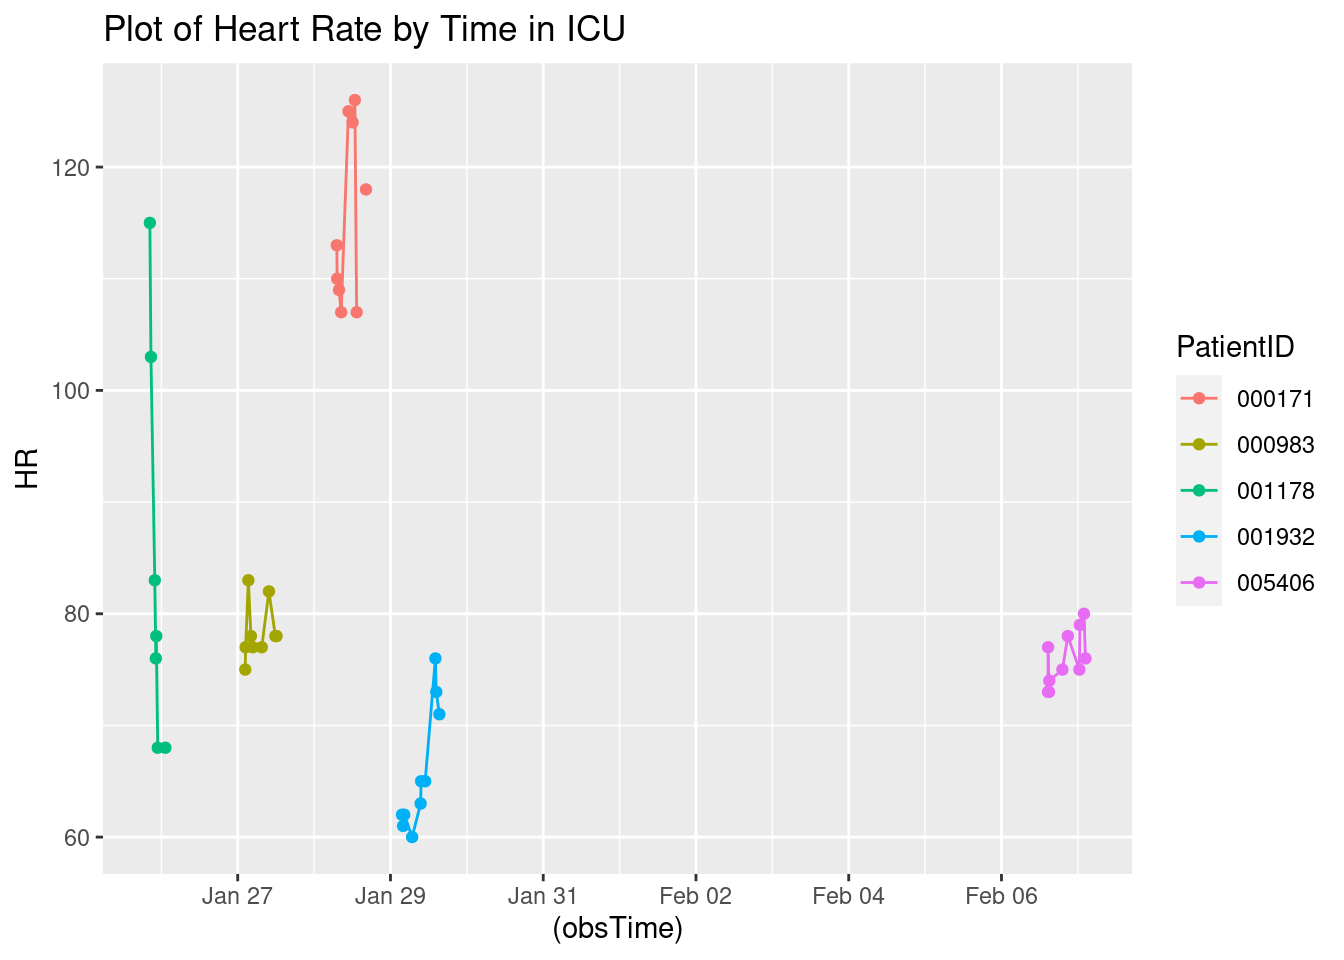 Plot of Heart Rate by Time in ICU
120
100
80
60
HR
Jan 27 Jan 29 Jan 31 Feb 02 Feb 04 Feb 06
(obsTime)
PatientID
000171
000983
001178
001932
005406